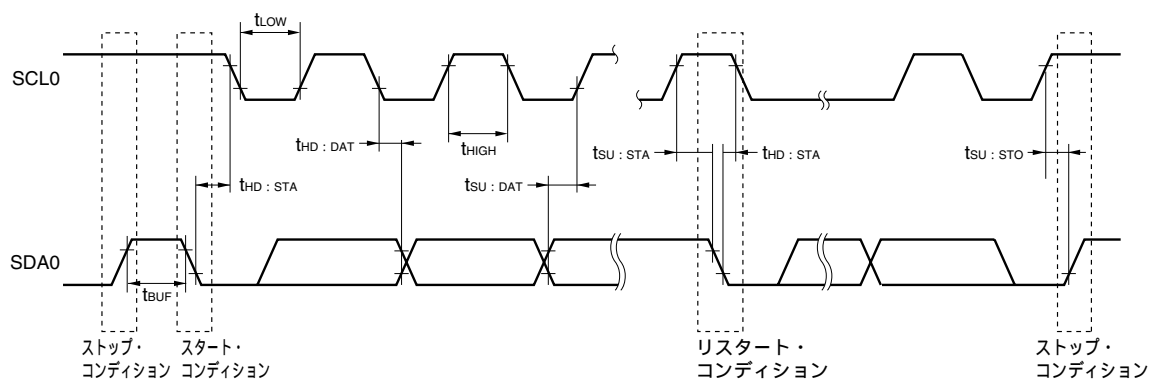 tLOW
SCL0
tHD : DAT
tHIGH
tSU : STA
tHD : STA
tSU : STO
tHD : STA
tSU : DAT
SDA0
tBUF
ストップ・
コンディション
スタート・
コンディション
リスタート・
コンディション
ストップ・
コンディション